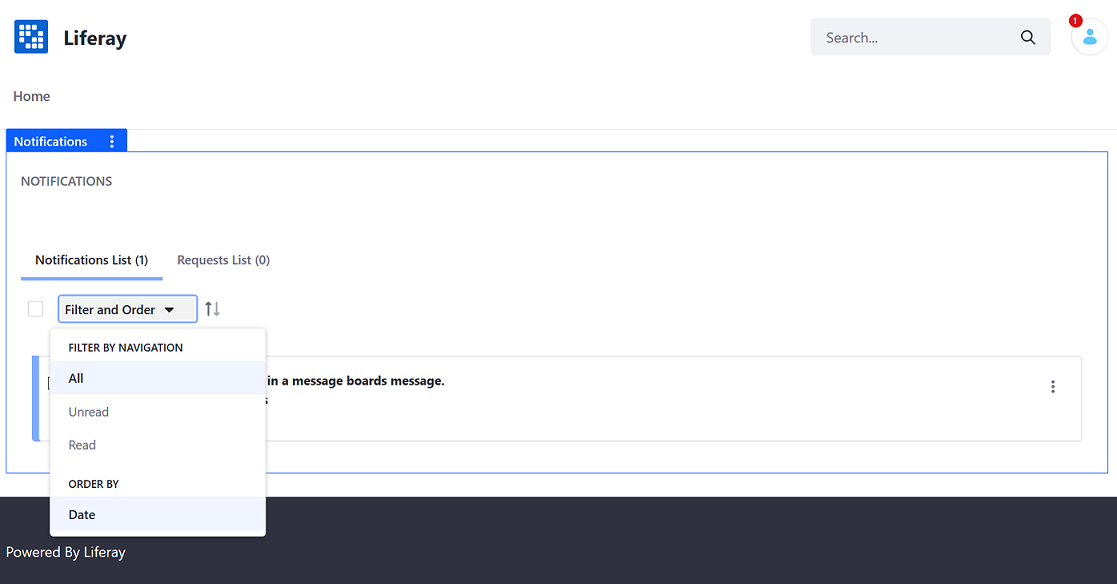 Liferay
Search...
1
Home
Notifications
NOTIFICATIONS
Notifications List (1)
Requests List (0)
Filter and Order
FILTER BY NAVIGATION
All
in a message boards message.
Unread
Read
ORDER BY
Date
Powered By Liferay